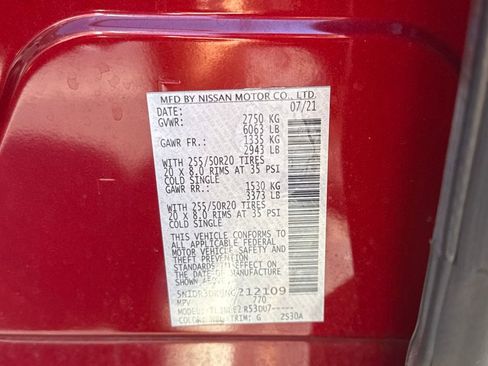 MFD BY NISSAN MOTOR CO., LTD.
DATE: 07/21
GVWR: 2750 KG
6063 LB
GAWR FR.: 1335 KG
2943 LB
WITH 255/50R20 TIRES
20 X 8.0 RIMS AT 35 PSI
COLD SINGLE
GAWR RR.: 1530 KG
3373 LB
WITH 255/50R20 TIRES
20 X 8.0 RIMS AT 35 PSI
COLD SINGLE
THIS VEHICLE CONFORMS TO
ALL APPLICABLE FEDERAL
MOTOR VEHICLE SAFETY AND
THEFT PREVENTION
STANDARDS IN EFFECT ON
THE DATE OF MANUFACTURE
SHOWN
212109
MPV 770
MODEL: R53DU7-----
COLOR: TRIM: G 2S30A